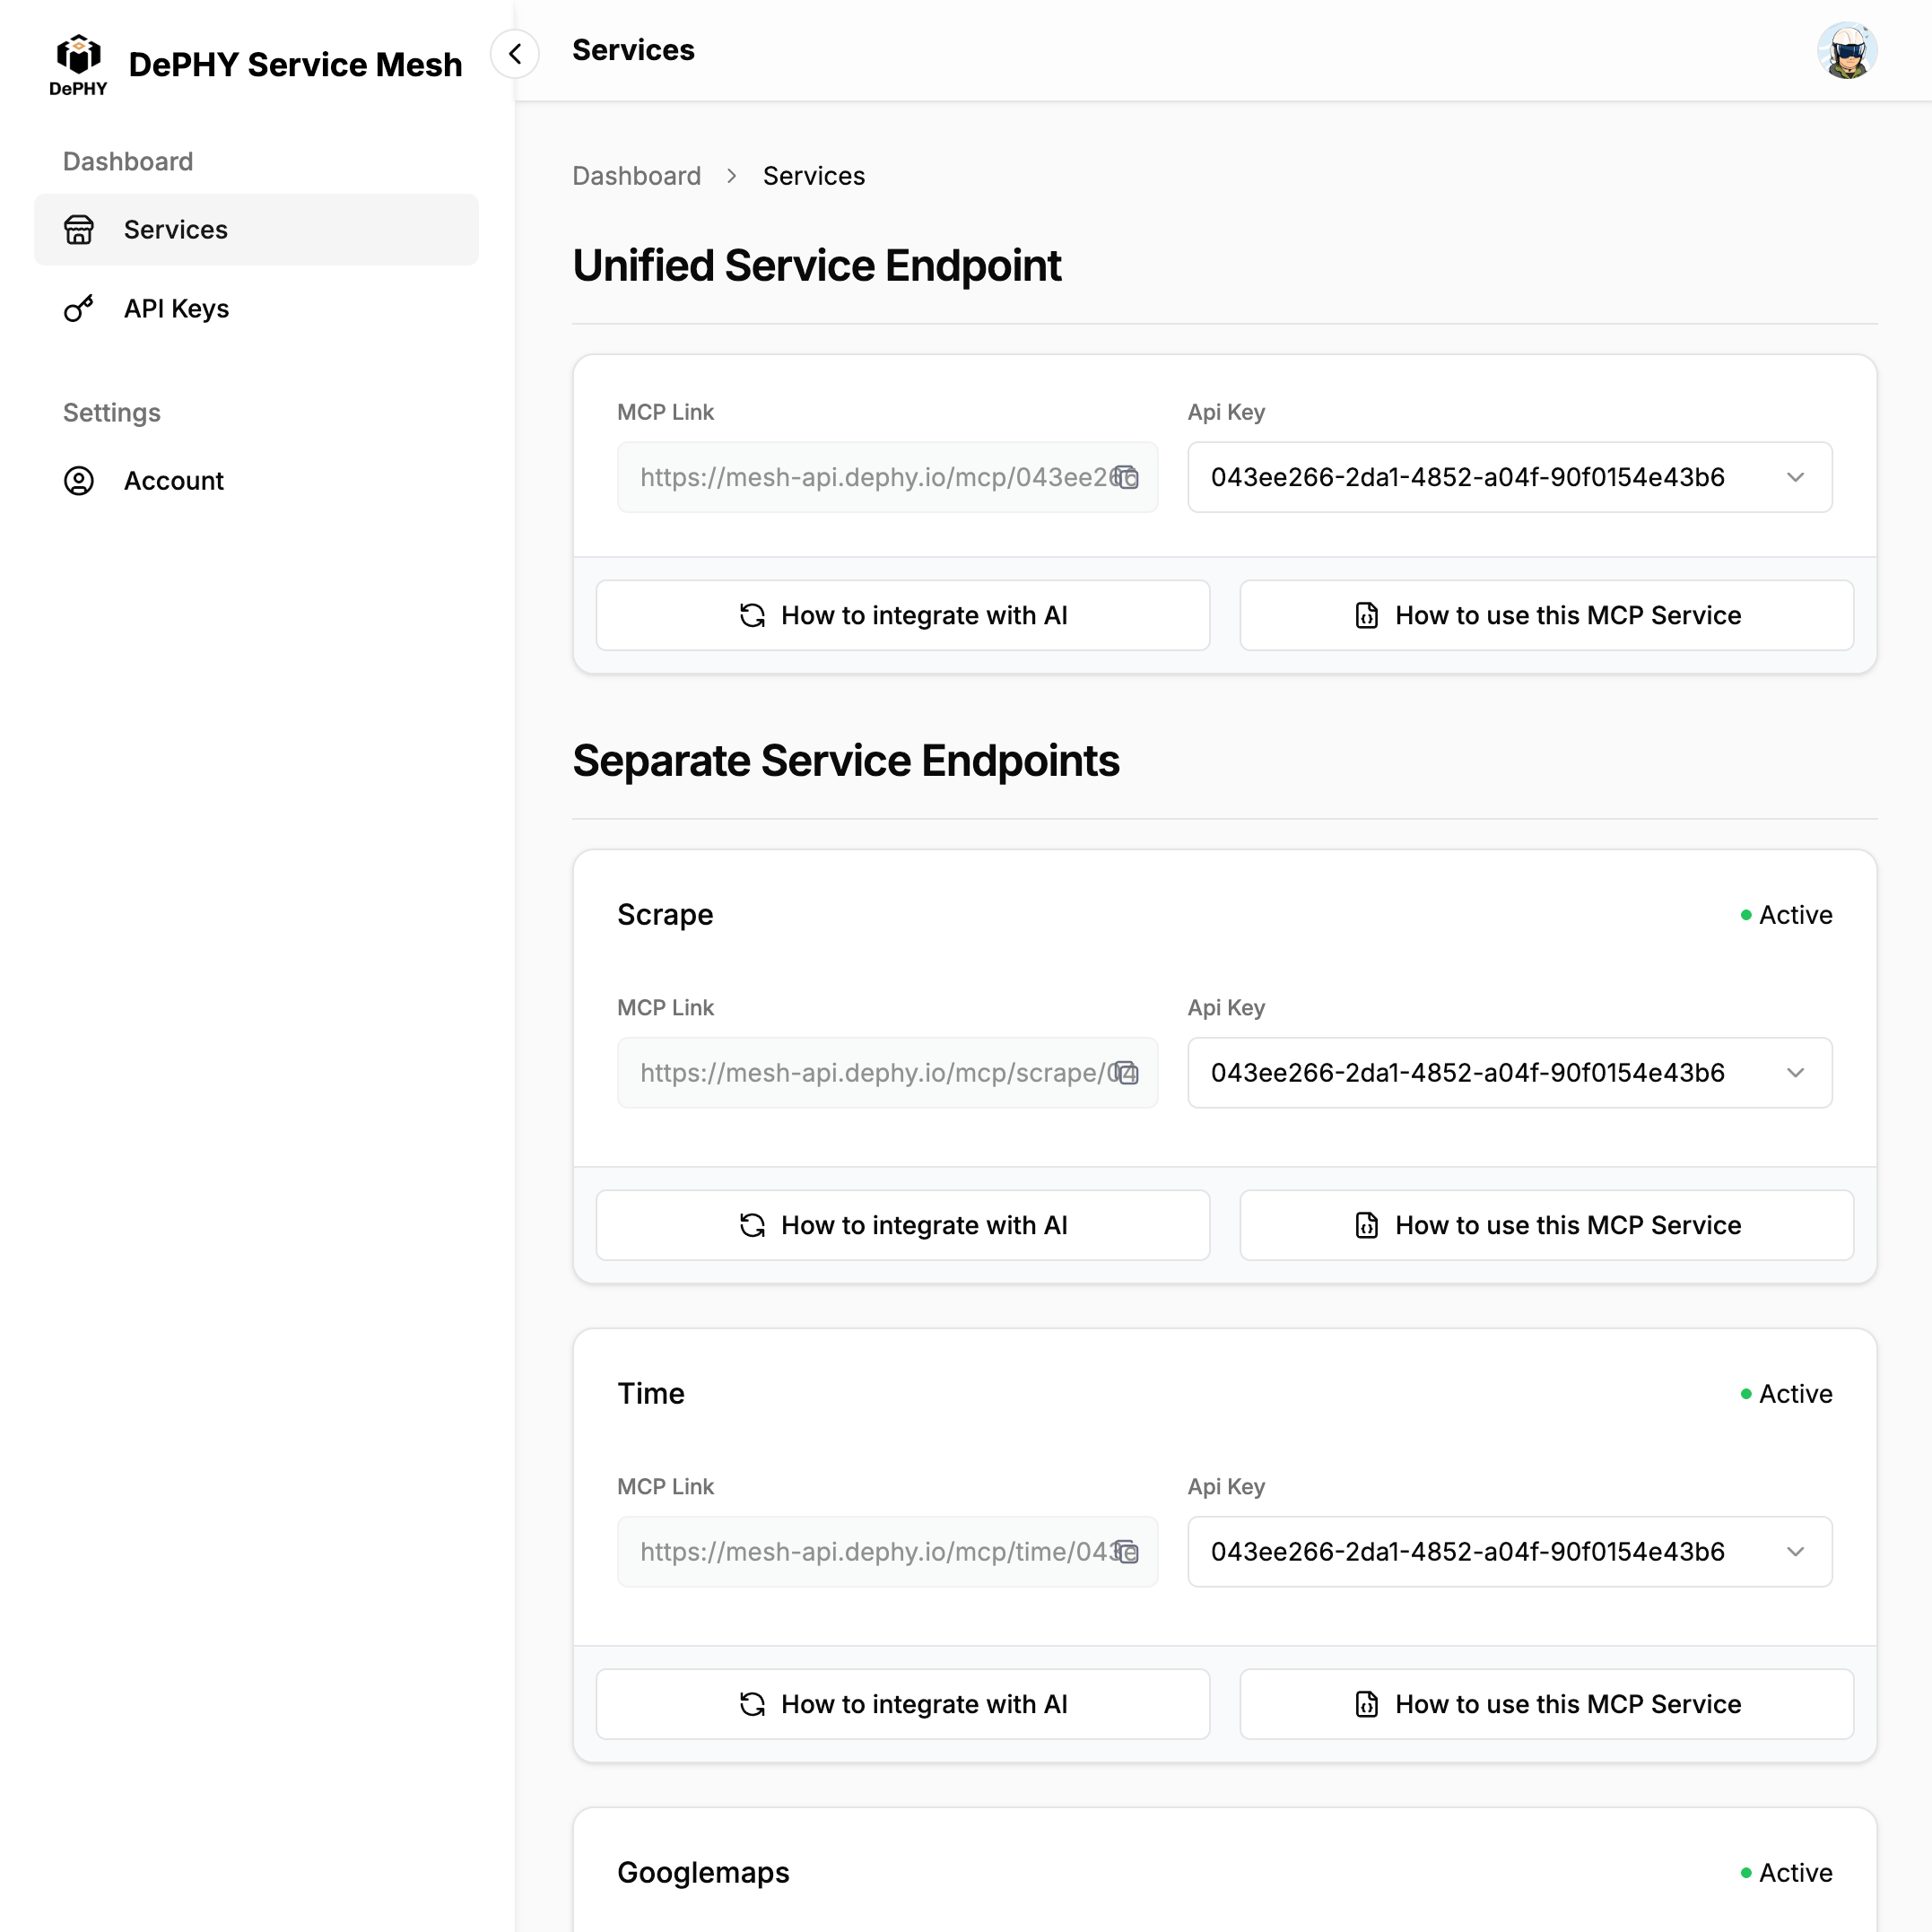 DePHY
DePHY Service Mesh
Services
Dashboard
Services
API Keys
Settings
Account
Dashboard > Services
Unified Service Endpoint
MCP Link
Api Key
https://mesh-api.dephy.io/mcp/043ee266
043ee266-2da1-4852-a04f-90f0154e43b6
How to integrate with AI
How to use this MCP Service
Separate Service Endpoints
Scrape
Active
MCP Link
Api Key
https://mesh-api.dephy.io/mcp/scrape/04
043ee266-2da1-4852-a04f-90f0154e43b6
How to integrate with AI
How to use this MCP Service
Time
Active
MCP Link
Api Key
https://mesh-api.dephy.io/mcp/time/043e
043ee266-2da1-4852-a04f-90f0154e43b6
How to integrate with AI
How to use this MCP Service
Googlemaps
Active